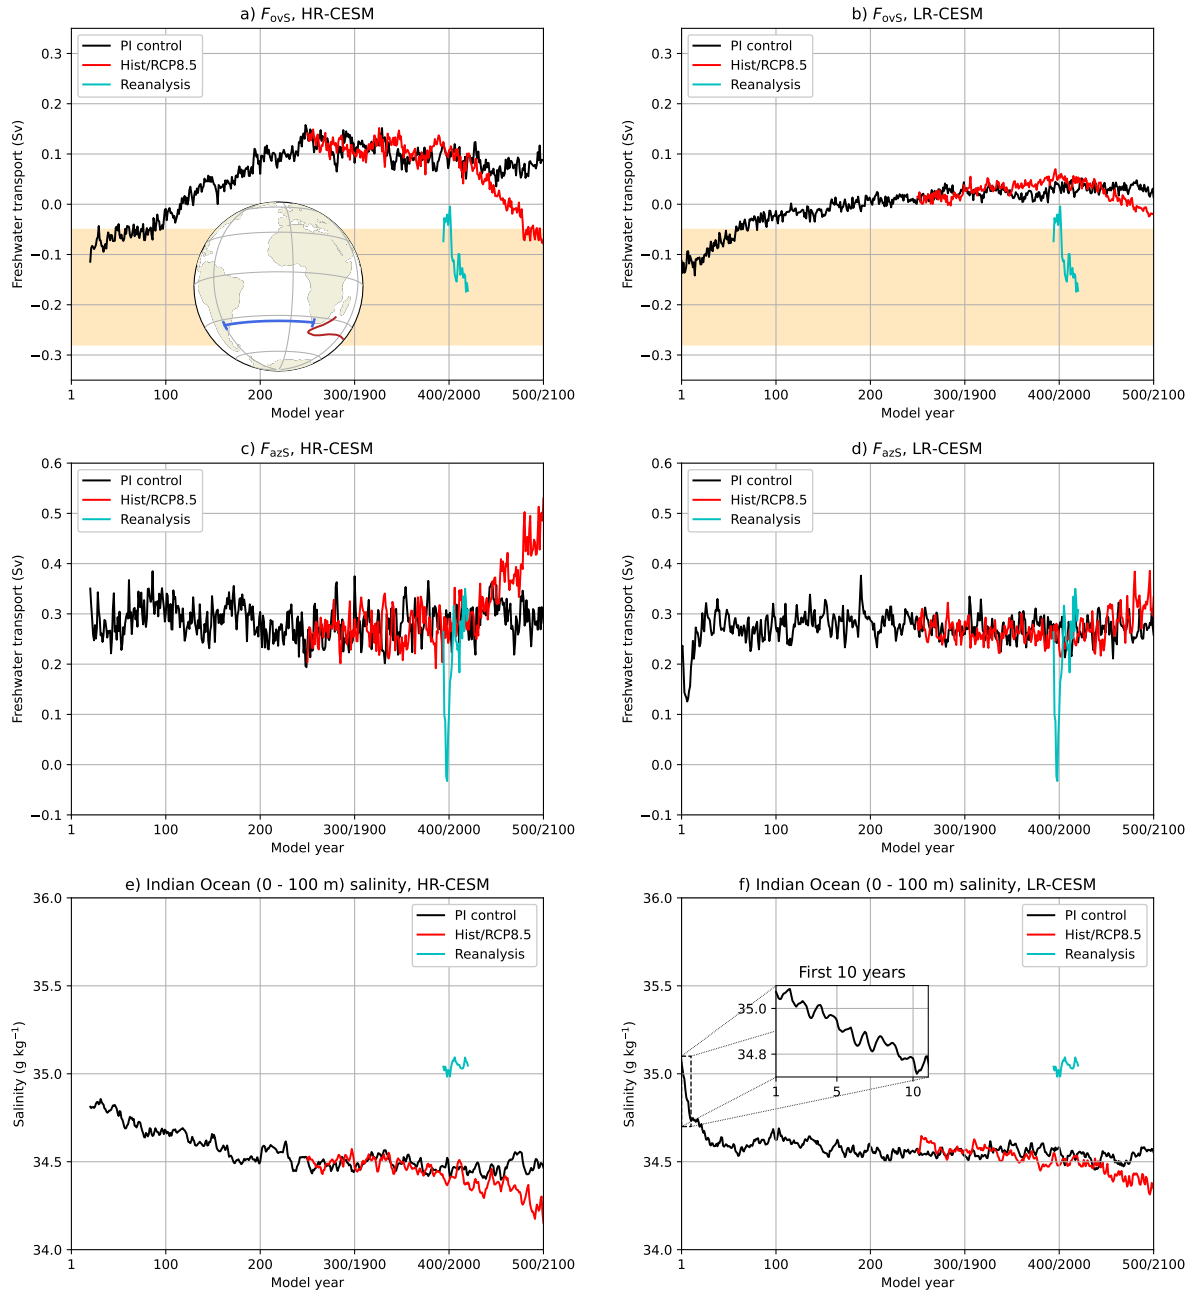 a) FovS, HR-CESM
PI control
Hist/RCP8.5
Reanalysis
Freshwater transport (Sv)
0.3
0.2
0.1
0.0
−0.1
−0.2
−0.3
1 100 200 300/1900 400/2000 500/2100
Model year
b) FovS, LR-CESM
PI control
Hist/RCP8.5
Reanalysis
Freshwater transport (Sv)
0.3
0.2
0.1
0.0
−0.1
−0.2
−0.3
1 100 200 300/1900 400/2000 500/2100
Model year
c) FazS, HR-CESM
PI control
Hist/RCP8.5
Reanalysis
Freshwater transport (Sv)
0.6
0.5
0.4
0.3
0.2
0.1
0.0
−0.1
1 100 200 300/1900 400/2000 500/2100
Model year
d) FazS, LR-CESM
PI control
Hist/RCP8.5
Reanalysis
Freshwater transport (Sv)
0.6
0.5
0.4
0.3
0.2
0.1
0.0
−0.1
1 100 200 300/1900 400/2000 500/2100
Model year
e) Indian Ocean (0 - 100 m) salinity, HR-CESM
PI control
Hist/RCP8.5
Reanalysis
Salinity (g kg−1)
36.0
35.5
35.0
34.5
34.0
1 100 200 300/1900 400/2000 500/2100
Model year
f) Indian Ocean (0 - 100 m) salinity, LR-CESM
PI control
Hist/RCP8.5
Reanalysis
First 10 years
35.0
34.8
1 5 10
Salinity (g kg−1)
36.0
35.5
35.0
34.5
34.0
1 100 200 300/1900 400/2000 500/2100
Model year